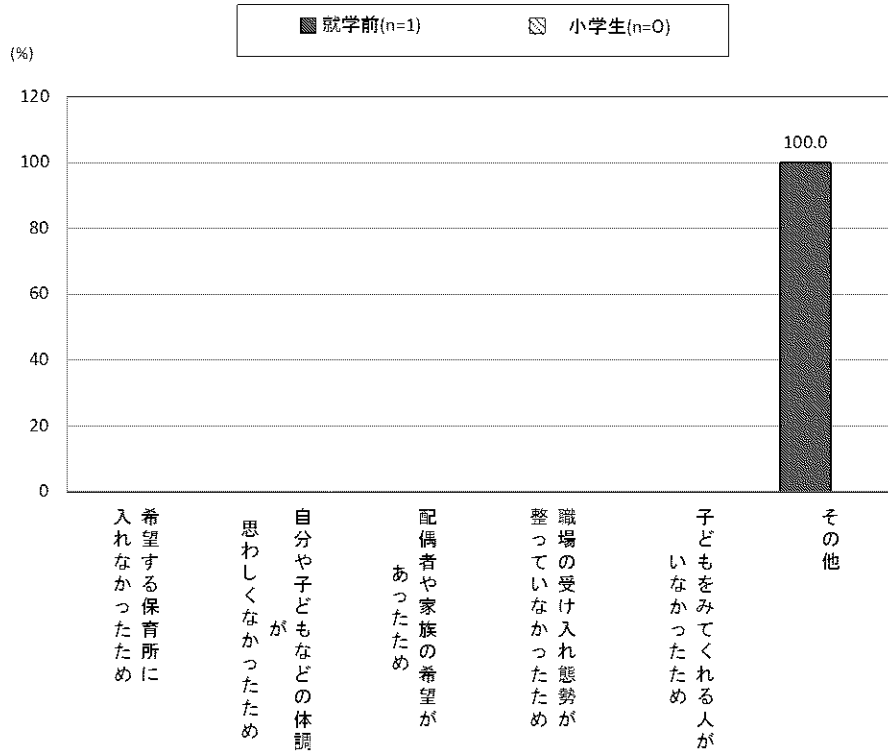 就学前(n=1) 小学生(n=0)
(%)
120
100
80
60
40
20
0
100.0
希望する保育所に
入れなかったため
自分や子どもなどの体調
が
思わしくなかったため
配偶者や家族の希望が
あったため
職場の受け入れ態勢が
整っていなかったため
子どもをみてくれる人が
いなかったため
その他